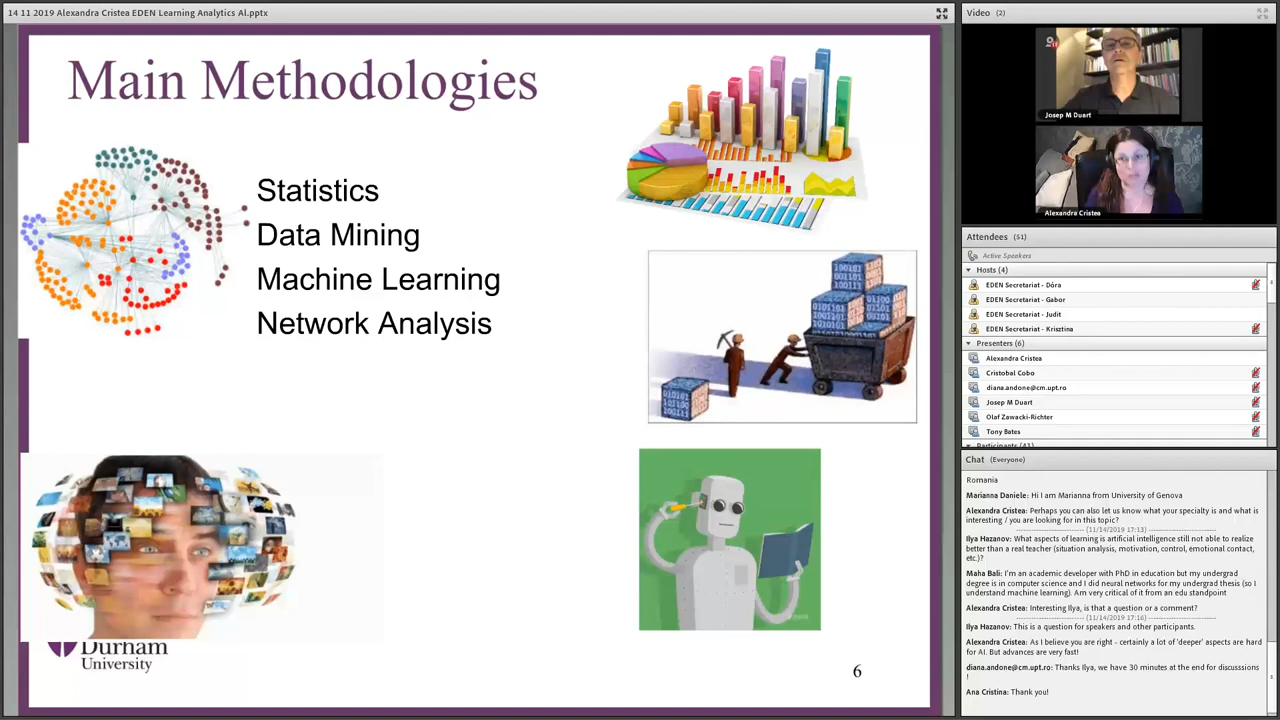 14 11 2019 Alexandra Cristea EDEN Learning Analytics AI.pptx
Main Methodologies
Statistics
Data Mining
Machine Learning
Network Analysis
100101
Durham
University
6
Video (2)
Josep M Duart
Alexandra Cristea
Attendees (51)
Active Speakers
Hosts (4)
EDEN Secretariat - Dóra
EDEN Secretariat - Gabor
EDEN Secretariat - Judit
EDEN Secretariat - Krisztina
Presenters (6)
Alexandra Cristea
Cristobal Cobo
diana.andone@cm.upt.ro
Josep M Duart
Olaf Zawacki-Richter
Tony Bates
Participants (41)
Chat (Everyone)
Romania
Marianna Daniele: Hi I am Marianna from University of Genova
Alexandra Cristea: Perhaps you can also let us know what your specialty is and what is
interesting / you are looking for in this topic?
(11/14/2019 17:13)
Ilya Hazanov: What aspects of learning is artificial intelligence still not able to realize
better than a real teacher (situation analysis, motivation, control, emotional contact,
etc.)?
Maha Bali: I'm an academic developer with PhD in education but my undergrad
degree is in computer science and I did neural networks for my undergrad thesis (so I
understand machine learning). Am very critical of it from an edu standpoint
Alexandra Cristea: Interesting Ilya, is that a question or a comment?
(11/14/2019 17:16)
Ilya Hazanov: This is a question for speakers and other participants.
Alexandra Cristea: As I believe you are right - certainly a lot of 'deeper' aspects are hard
for AI. But advances are very fast!
diana.andone@cm.upt.ro: Thanks Ilya, we have 30 minutes at the end for discusssions
!
Ana Cristina: Thank you!